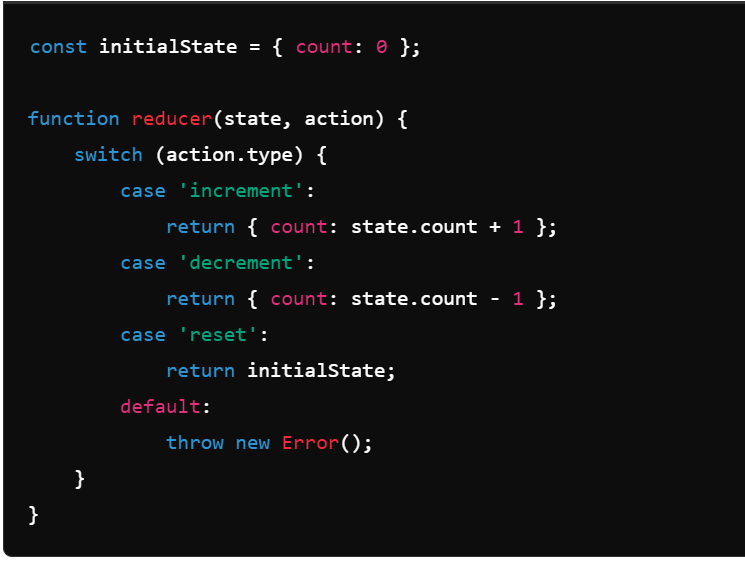 const initialState = { count: 0 };
function reducer(state, action) {
switch (action.type) {
case 'increment':
return { count: state.count + 1 };
case 'decrement':
return { count: state.count - 1 };
case 'reset':
return initialState;
default:
throw new Error();
}
}